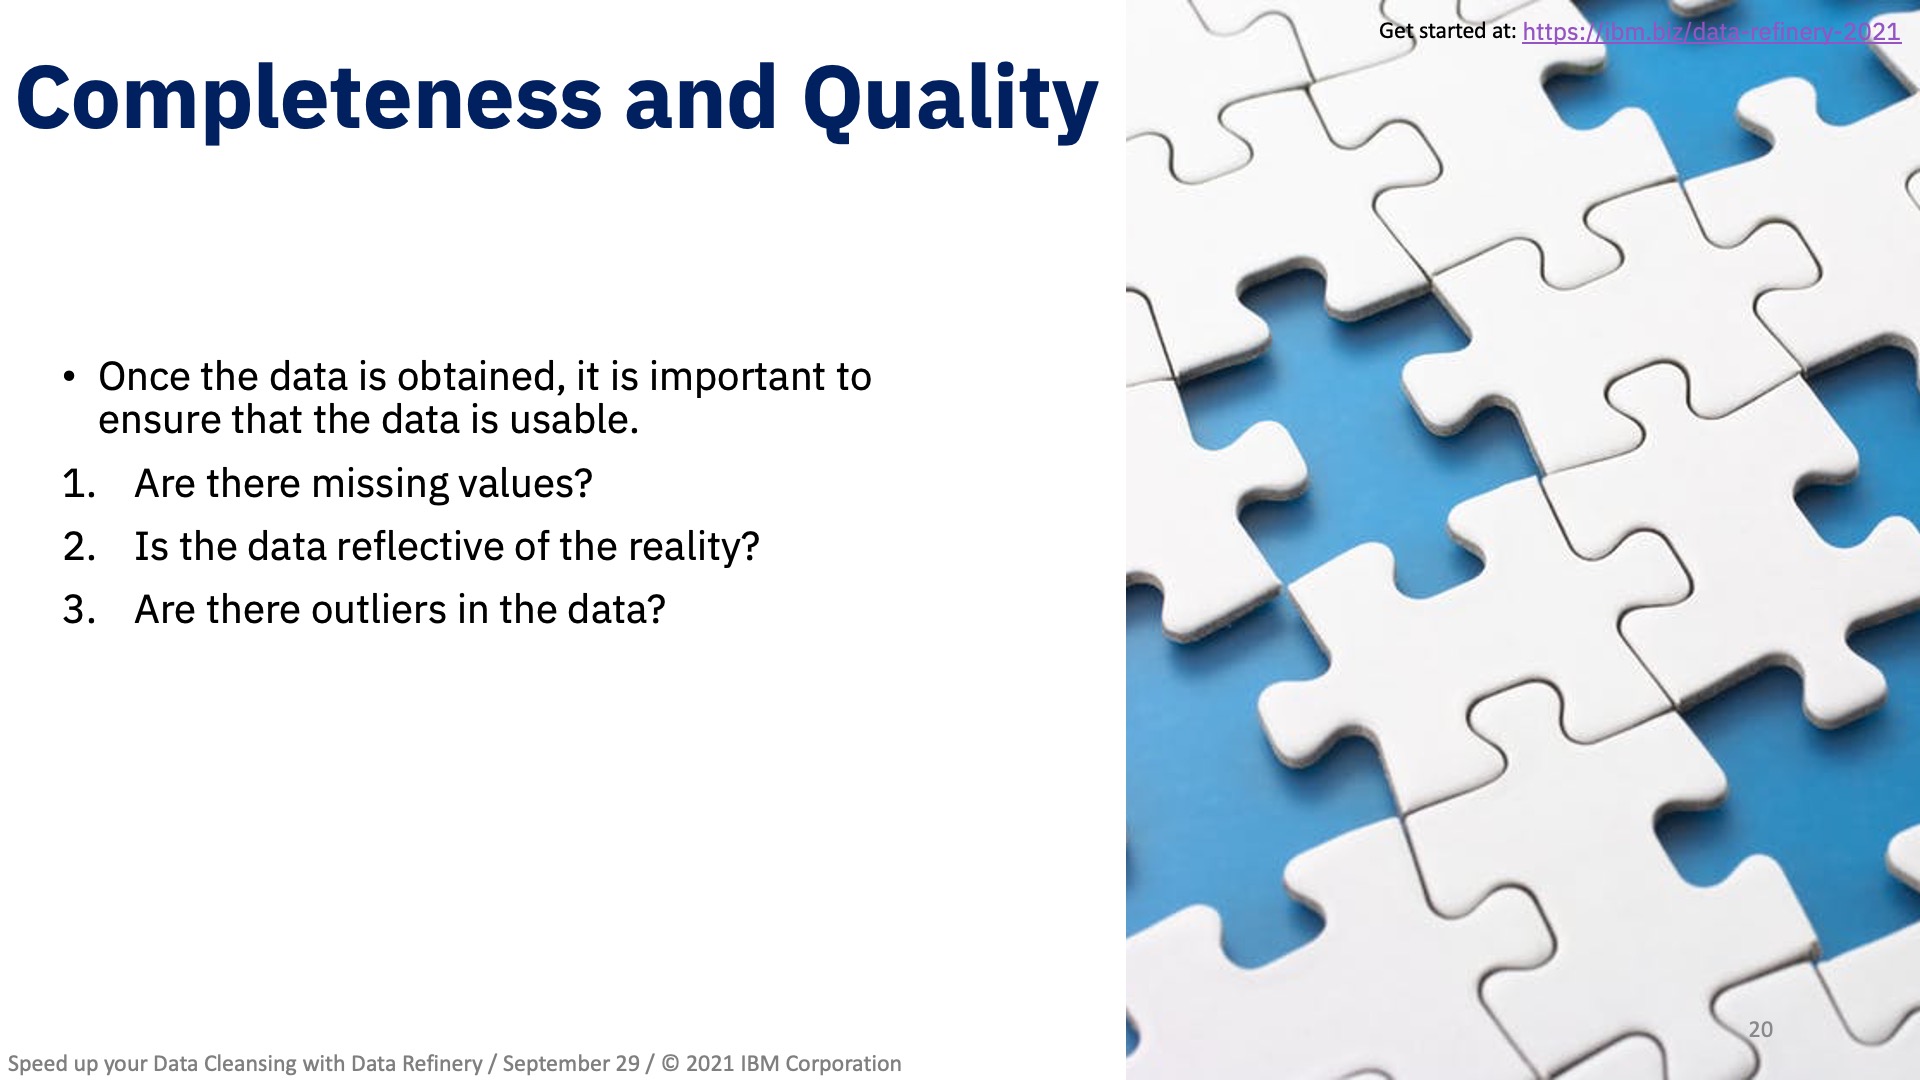 Get started at: https://ibm.biz/data-refinery-2021
Completeness and Quality
• Once the data is obtained, it is important to
ensure that the data is usable.
1. Are there missing values?
2. Is the data reflective of the reality?
3. Are there outliers in the data?
20
Speed up your Data Cleansing with Data Refinery / September 29 / © 2021 IBM Corporation